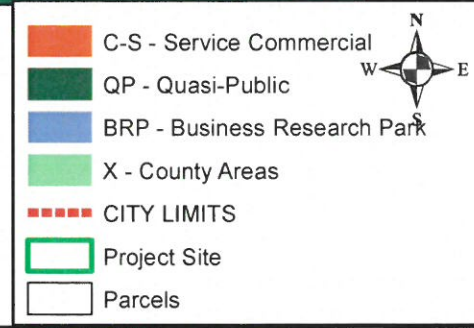 N
C-S - Service Commercial
W E
QP - Quasi-Public
S
BRP - Business Research Park
X - County Areas
CITY LIMITS
Project Site
Parcels